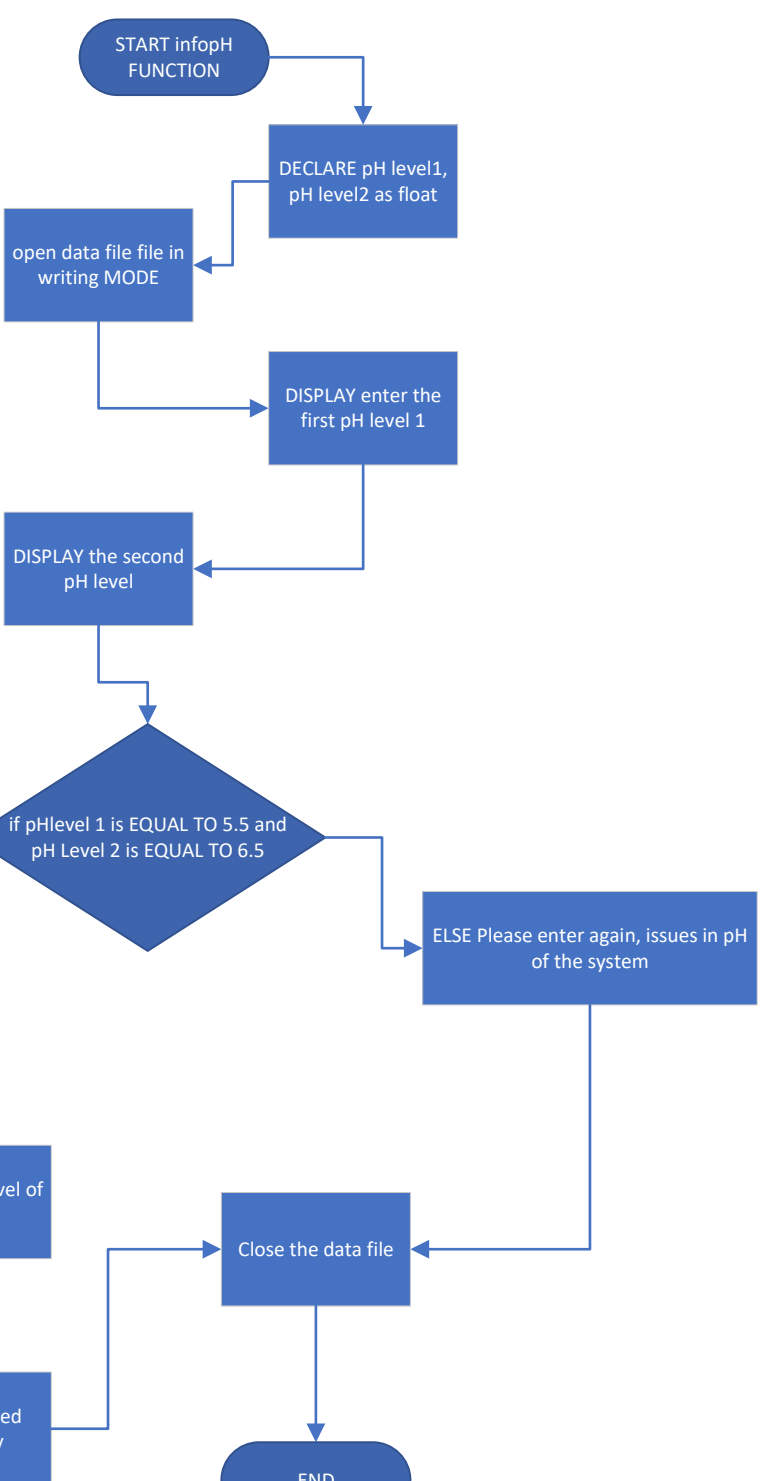 START infopH
FUNCTION
DECLARE pH level1,
pH level2 as float
open data file file in
writing MODE
DISPLAY enter the
first pH level 1
DISPLAY the second
pH level
if pHlevel 1 is EQUAL TO 5.5 and
pH Level 2 is EQUAL TO 6.5
ELSE Please enter again, issues in pH
of the system
of
Close the data file
END